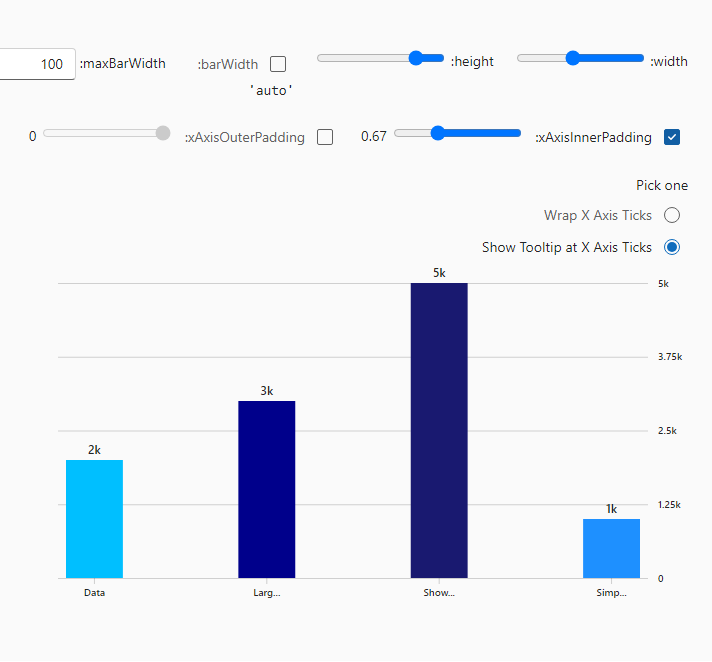 100 :maxBarWidth :barWidth :height :width
'auto'
0 :xAxisOuterPadding 0.67 :xAxisInnerPadding
Pick one
Wrap X Axis Ticks
Show Tooltip at X Axis Ticks
5k
5k
3.75k
3k
2.5k
2k
1.25k
1k
0
Data Larg... Show... Simp...